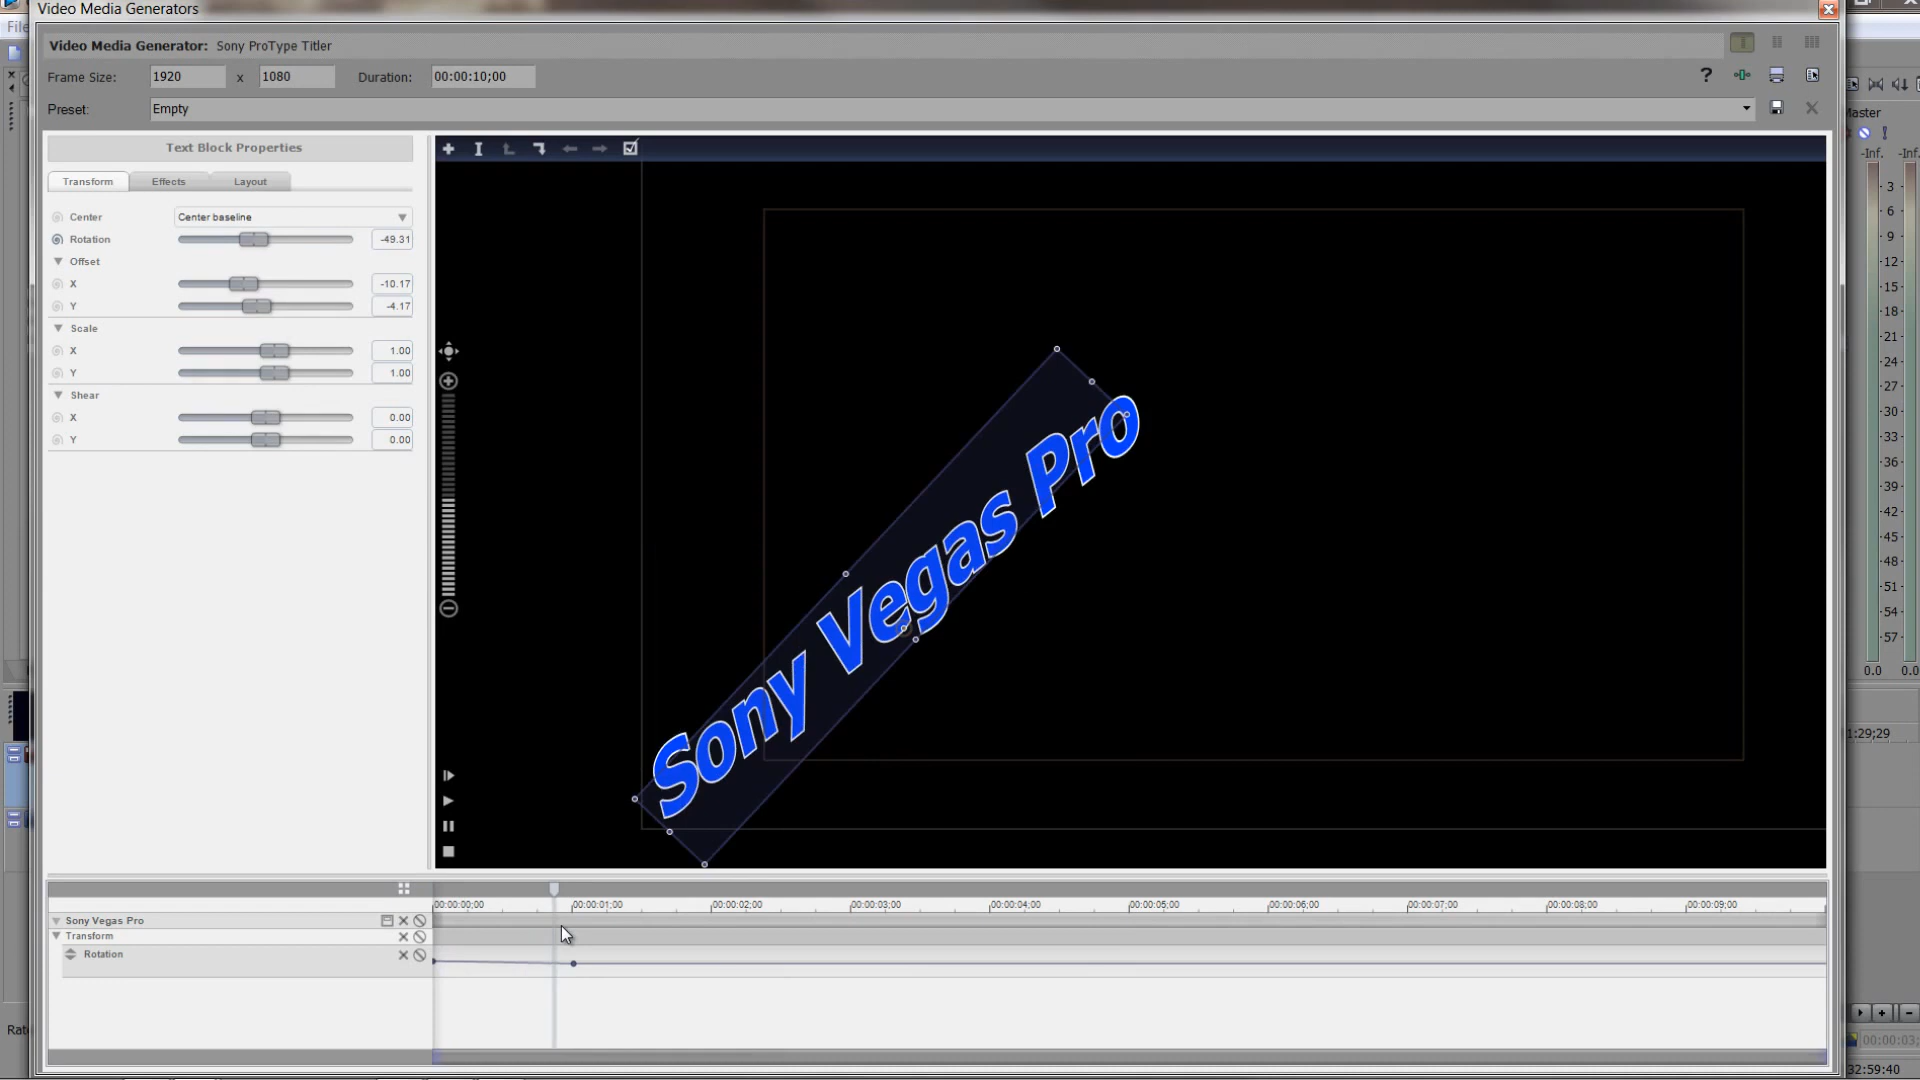 Video Media Generators
File
Video Media Generator: Sony ProType Titler
Frame Size: 1920 x 1080 Duration: 00:00:10;00
?
Preset: Empty
Master
Text Block Properties
-Inf. -Inf.
Transform Effects Layout
Center Center baseline
Rotation -49.31
Offset
X -10.17
Y -4.17
Scale
X 1.00
Y 1.00
Shear
X 0.00
Y 0.00
3
6
9
12
15
18
21
24
27
30
33
36
39
42
45
48
51
54
57
0.0 0.0
Sony Vegas Pro
1:29;29
00:00:00;00 00:00:01;00 00:00:02;00 00:00:03;00 00:00:04;00 00:00:05;00 00:00:06;00 00:00:07;00 00:00:08;00 00:00:09;00
Sony Vegas Pro
Transform
Rotation
Rate
00:00:03;
32:59:40